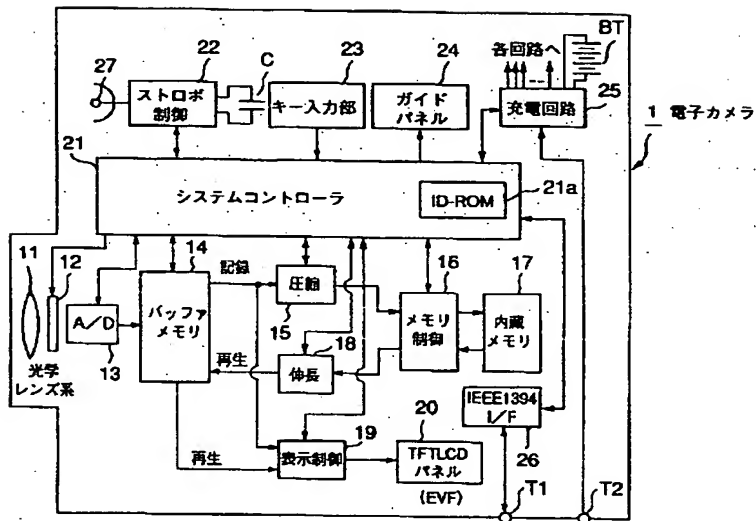 22
C
23
24
各回路へ
BT
27
ストロボ
制御
キー入力部
ガイド
パネル
充電回路
25
1 電子カメラ
21
システムコントローラ
ID-ROM
21a
11
12
14
記録
圧縮
15
16
17
A/D
13
バッファ
メモリ
メモリ
制御
内蔵
メモリ
18
光学
レンズ系
再生
伸長
IEEE1394
I/F
26
再生
19
表示制御
20
TFTLCD
パネル
(EVF)
T1
T2